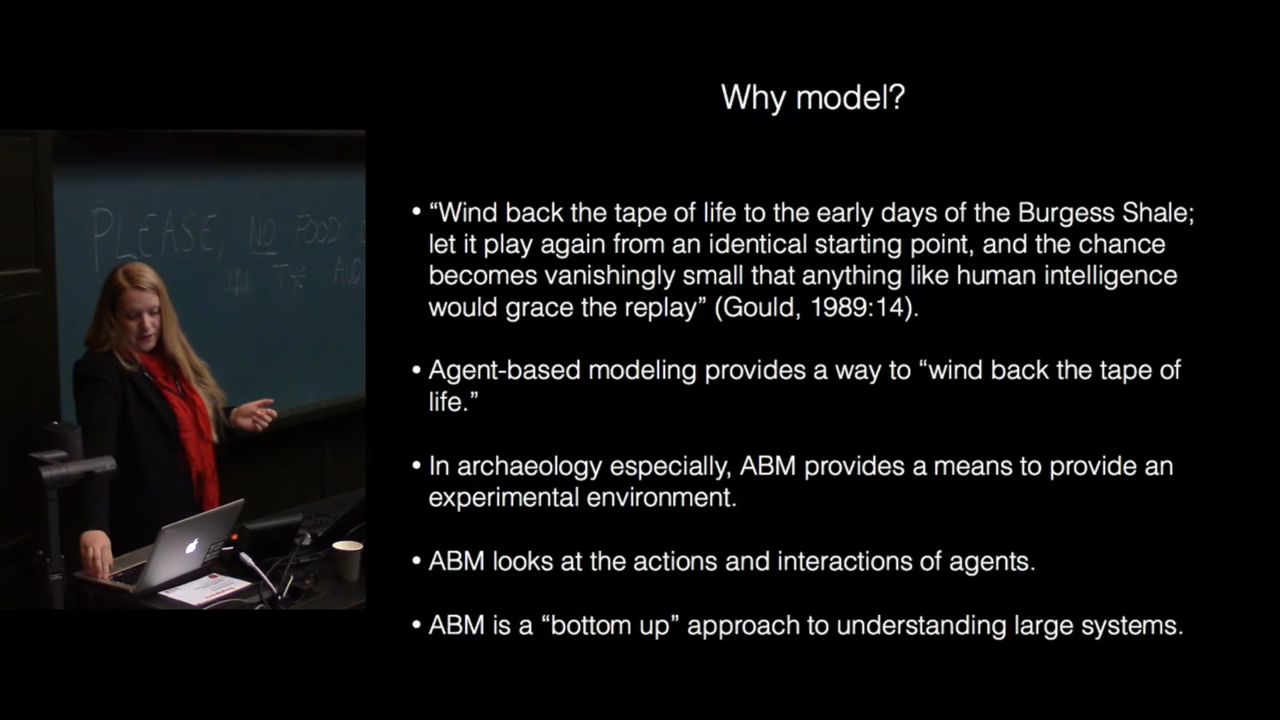 Why model?
• “Wind back the tape of life to the early days of the Burgess Shale;
let it play again from an identical starting point, and the chance
becomes vanishingly small that anything like human intelligence
would grace the replay” (Gould, 1989:14).
• Agent-based modeling provides a way to “wind back the tape of
life.”
• In archaeology especially, ABM provides a means to provide an
experimental environment.
• ABM looks at the actions and interactions of agents.
• ABM is a “bottom up” approach to understanding large systems.
PLEASE, NO FOOD
THE